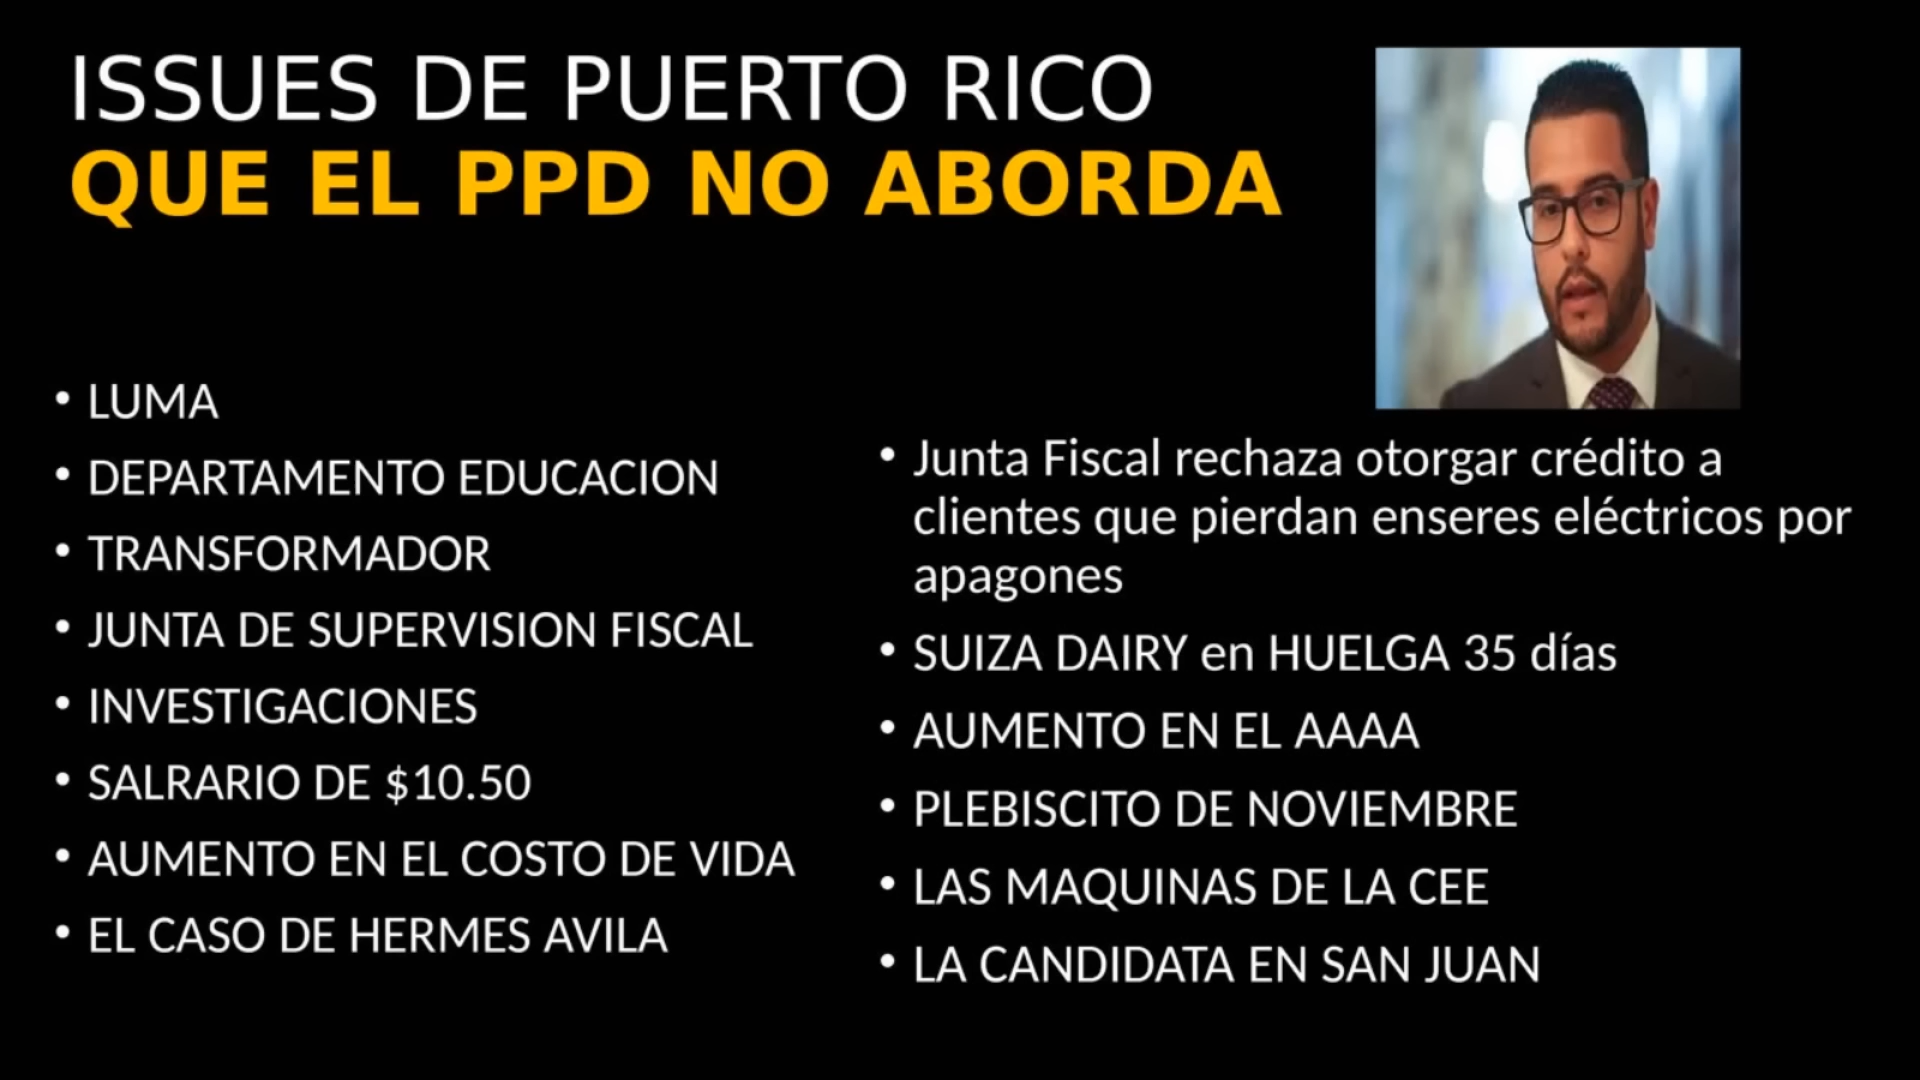 ISSUES DE PUERTO RICO
QUE EL PPD NO ABORDA
• LUMA
• DEPARTAMENTO EDUCACION
• TRANSFORMADOR
• JUNTA DE SUPERVISION FISCAL
• INVESTIGACIONES
• SALRARIO DE $10.50
• AUMENTO EN EL COSTO DE VIDA
• EL CASO DE HERMES AVILA
• Junta Fiscal rechaza otorgar crédito a
clientes que pierdan enseres eléctricos por
apagones
• SUIZA DAIRY en HUELGA 35 días
• AUMENTO EN EL AAAA
• PLEBISCITO DE NOVIEMBRE
• LAS MAQUINAS DE LA CEE
• LA CANDIDATA EN SAN JUAN